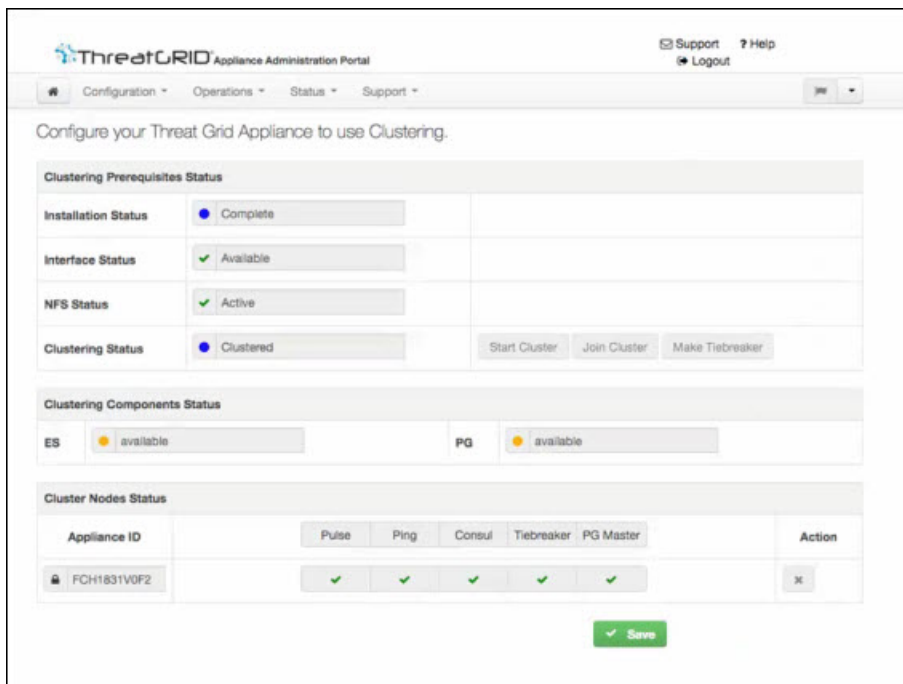 Support ? Help
ThreatGRID Appliance Administration Portal
Logout
Configuration Operations Status Support
Configure your Threat Grid Appliance to use Clustering.
Clustering Prerequisites Status
Installation Status Complete
Interface Status Available
NFS Status Active
Clustering Status Clustered Start Cluster Join Cluster Make Tiebreaker
Clustering Components Status
ES available PG available
Cluster Nodes Status
Appliance ID Pulse Ping Consul Tiebreaker PG Master Action
FCH1831V0F2
Save